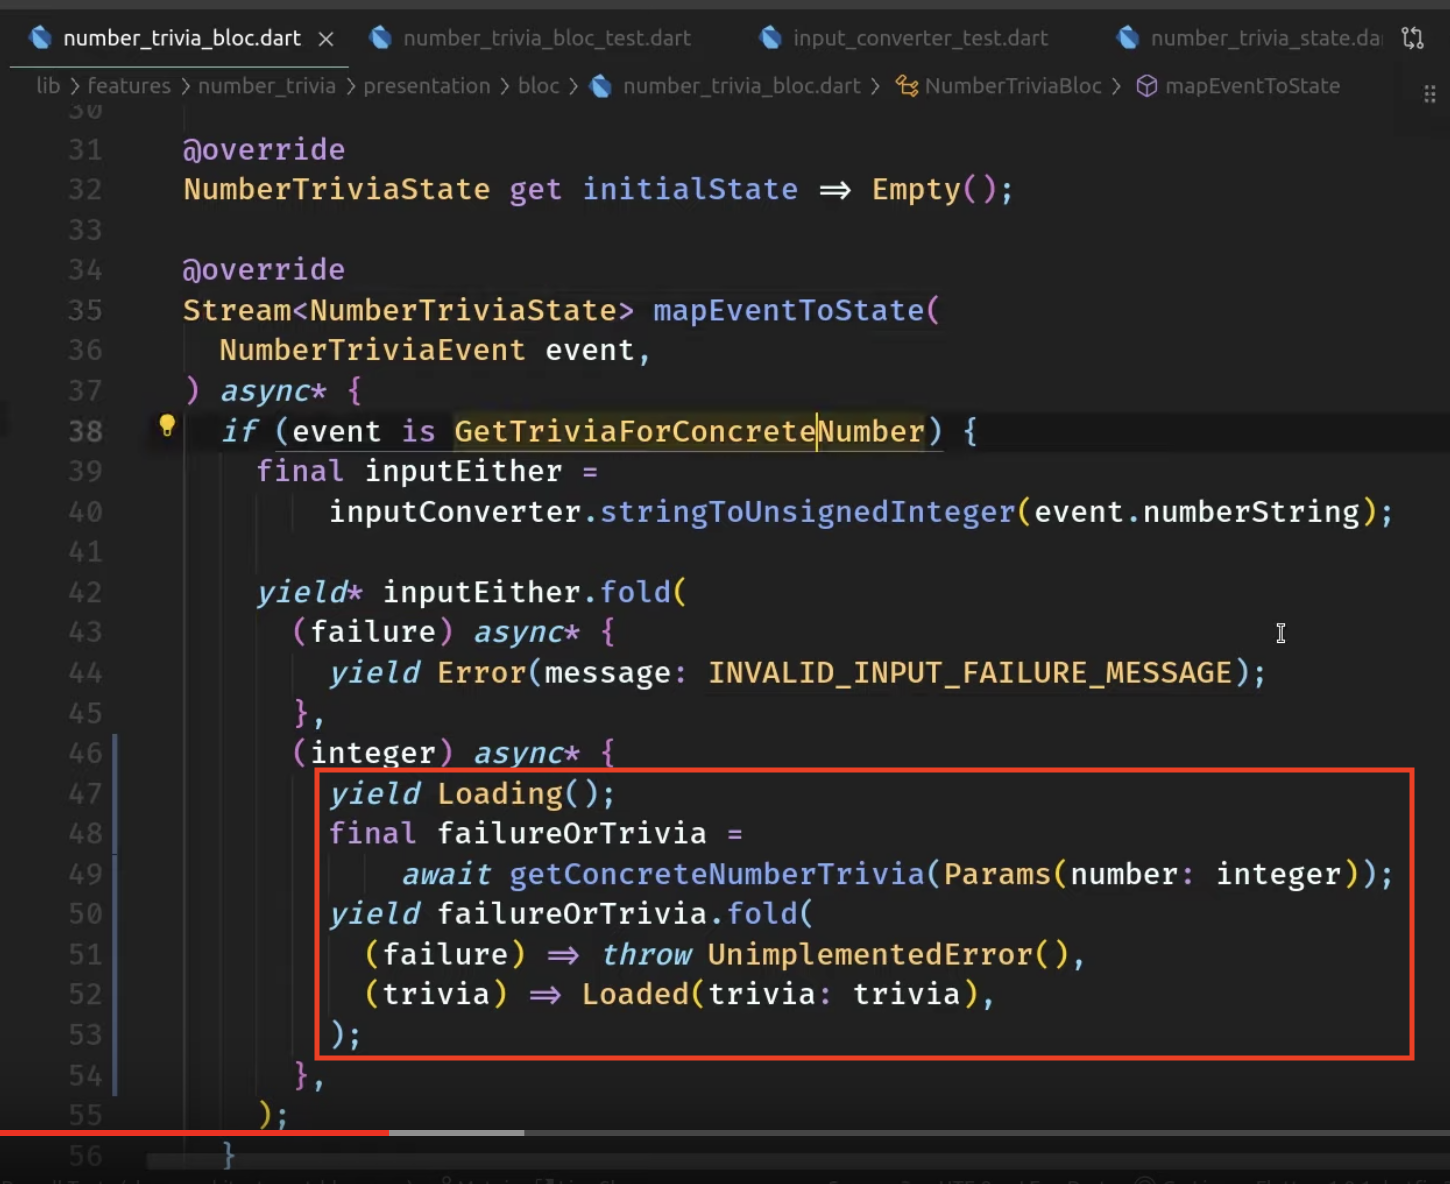 number_trivia_bloc.dart × number_trivia_bloc_test.dart input_converter_test.dart number_trivia_state.da
lib > features > number_trivia > presentation > bloc > number_trivia_bloc.dart > NumberTriviaBloc > mapEventToState
30
31 @override
32 NumberTriviaState get initialState => Empty();
33
34 @override
35 Stream<NumberTriviaState> mapEventToState(
36 NumberTriviaEvent event,
37 ) async* {
38 if (event is GetTriviaForConcreteNumber) {
39 final inputEither =
40 inputConverter.stringToUnsignedInteger(event.numberString);
41
42 yield* inputEither.fold(
43 (failure) async* {
44 yield Error(message: INVALID_INPUT_FAILURE_MESSAGE);
45 },
46 (integer) async* {
47 yield Loading();
48 final failureOrTrivia =
49 await getConcreteNumberTrivia(Params(number: integer));
50 yield failureOrTrivia.fold(
51 (failure) => throw UnimplementedError(),
52 (trivia) => Loaded(trivia: trivia),
53 );
54 },
55 );
56 }